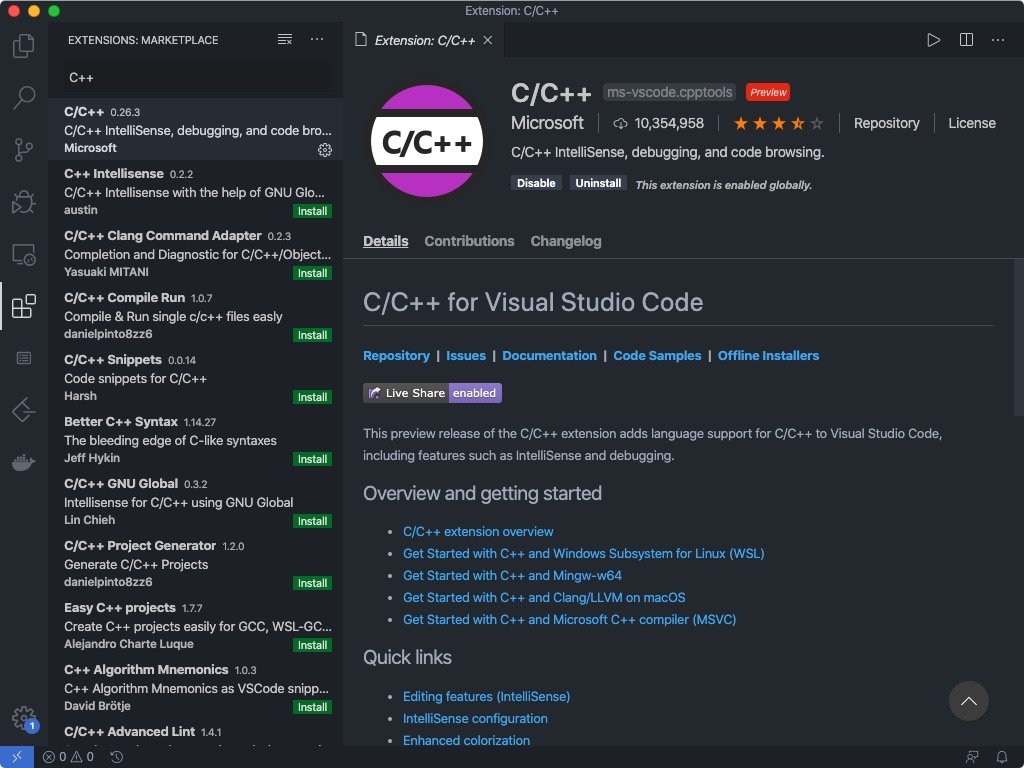 Extension: C/C++
EXTENSIONS: MARKETPLACE
C++
C/C++ 0.26.3
C/C++ IntelliSense, debugging, and code bro...
Microsoft
C++ Intellisense 0.2.2
C/C++ Intellisense with the help of GNU Glo...
austin
Install
C/C++ Clang Command Adapter 0.2.3
Completion and Diagnostic for C/C++/Object...
Yasuaki MITANI
Install
C/C++ Compile Run 1.0.7
Compile & Run single c/c++ files easly
danielpinto8zz6
Install
C/C++ Snippets 0.0.14
Code snippets for C/C++
Harsh
Install
Better C++ Syntax 1.14.27
The bleeding edge of C-like syntaxes
Jeff Hykin
Install
C/C++ GNU Global 0.3.2
Intellisense for C/C++ using GNU Global
Lin Chieh
Install
C/C++ Project Generator 1.2.0
Generate C/C++ Projects
danielpinto8zz6
Install
Easy C++ projects 1.7.7
Create C++ projects easily for GCC, WSL-GC...
Alejandro Charte Luque
Install
C++ Algorithm Mnemonics 1.0.3
C++ Algorithm Mnemonics as VSCode snipp...
David Brötje
Install
C/C++ Advanced Lint 1.4.1
Extension: C/C++
C/C++
C/C++ ms-vscode.cpptools Preview
Microsoft 10,354,958 Repository License
C/C++ IntelliSense, debugging, and code browsing.
Disable Uninstall This extension is enabled globally.
Details Contributions Changelog
C/C++ for Visual Studio Code
Repository | Issues | Documentation | Code Samples | Offline Installers
Live Share enabled
This preview release of the C/C++ extension adds language support for C/C++ to Visual Studio Code,
including features such as IntelliSense and debugging.
Overview and getting started
C/C++ extension overview
Get Started with C++ and Windows Subsystem for Linux (WSL)
Get Started with C++ and Mingw-w64
Get Started with C++ and Clang/LLVM on macOS
Get Started with C++ and Microsoft C++ compiler (MSVC)
Quick links
Editing features (IntelliSense)
IntelliSense configuration
Enhanced colorization
1
0 0